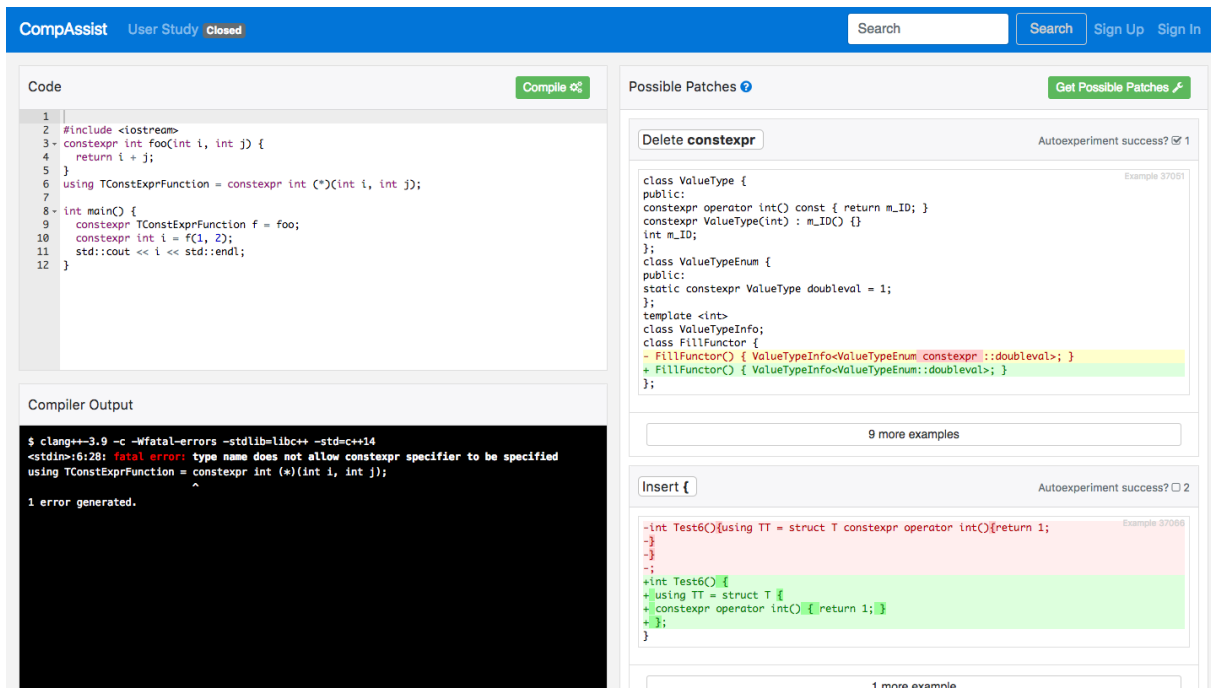 CompAssist User Study Closed Search Search Sign Up Sign In
Code Compile
1
2 #include <iostream>
3 constexpr int foo(int i, int j) {
4 return i + j;
5 }
6 using TConstExprFunction = constexpr int (*)(int i, int j);
7
8 int main() {
9 constexpr TConstExprFunction f = foo;
10 constexpr int i = f(1, 2);
11 std::cout << i << std::endl;
12 }
Compiler Output
$ clang++-3.9 -c -Wfatal-errors -stdlib=libc++ -std=c++14
<stdin>:6:28: fatal error: type name does not allow constexpr specifier to be specified
using TConstExprFunction = constexpr int (*)(int i, int j);
^
1 error generated.
Possible Patches ? Get Possible Patches
Delete constexpr Autoexperiment success? 1
Example 37051
class ValueType {
public:
constexpr operator int() const { return m_ID; }
constexpr ValueType(int) : m_ID() {}
int m_ID;
};
class ValueTypeEnum {
public:
static constexpr ValueType doubleval = 1;
};
template <int>
class ValueTypeInfo;
class FillFunctor {
- FillFunctor() { ValueTypeInfo<ValueTypeEnum constexpr ::doubleval>; }
+ FillFunctor() { ValueTypeInfo<ValueTypeEnum::doubleval>; }
};
9 more examples
Insert { Autoexperiment success? 2
Example 37086
-int Test6(){using TT = struct T constexpr operator int(){return 1;
-}
-}
-;
+int Test6() {
+ using TT = struct T {
+ constexpr operator int() { return 1; }
+ };
}
1 more example